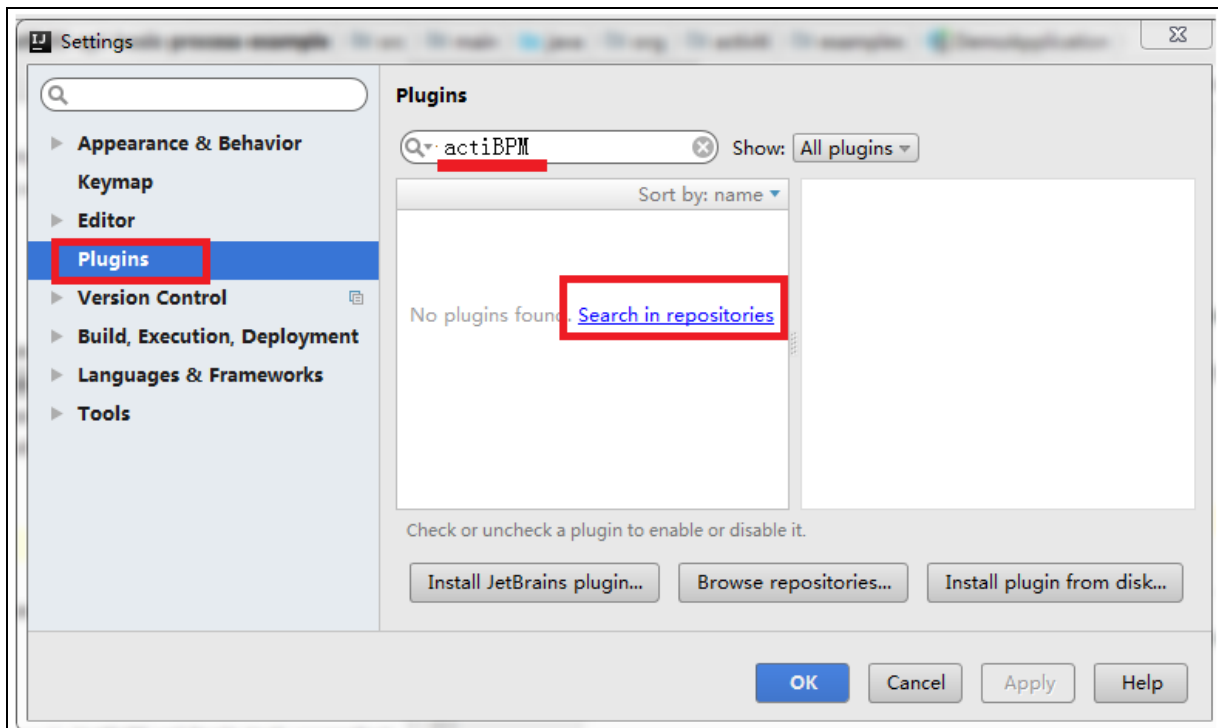 IJ Settings
Plugins
Appearance & Behavior
actiBPM
Show: All plugins
Keymap
Sort by: name
Editor
Plugins
Version Control
No plugins found. Search in repositories
Build, Execution, Deployment
Languages & Frameworks
Tools
Check or uncheck a plugin to enable or disable it.
Install JetBrains plugin... Browse repositories... Install plugin from disk...
OK Cancel Apply Help